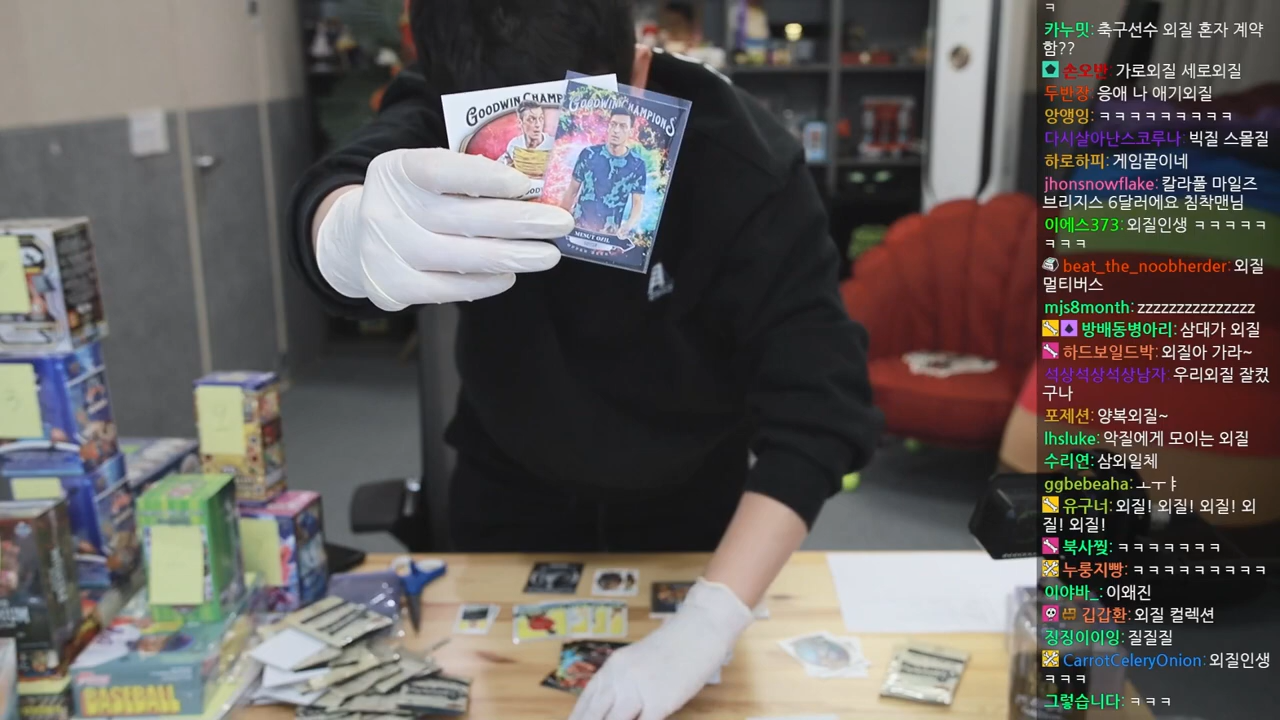 GOODWIN CHAMP
GOODWIN CHAMPIONS
MESUT OZIL
A
BASEBALL
ㅋ
카누밋: 축구선수 외질 혼자 계약
함??
손오반: 가로외질 세로외질
두반장: 응애 나 애기외질
앙앵잉: ㅋㅋㅋㅋㅋㅋㅋㅋㅋ
다시살아난스코루나: 빅질 스몰질
하로하피: 게임끝이네
jhonsnowflake: 칼라풀 마일즈
브리지스 6달러에요 침착맨님
이에스373: 외질인생 ㅋㅋㅋㅋㅋ
ㅋㅋㅋ
beat_the_noobherder: 외질
멀티버스
mjs8month: zzzzzzzzzzzzzzz
방배동병아리: 삼대가 외질
하드보일드박: 외질아 가라~
석상석상석상남자: 우리외질 잘컸
구나
포제션: 양복외질~
lhsluke: 악질에게 모이는 외질
수리연: 삼외일체
ggbebeaha: ㅗㅜㅑ
유구너: 외질! 외질! 외질! 외
질! 외질!
북사찢: ㅋㅋㅋㅋㅋㅋㅋ
누룽지빵: ㅋㅋㅋㅋㅋㅋㅋㅋㅋ
이야바_: 이왜진
김갑환: 외질 컬렉션
징징이이잉: 질질질
CarrotCeleryOnion: 외질인생
ㅋㅋㅋ
그렇습니다: ㅋㅋㅋ